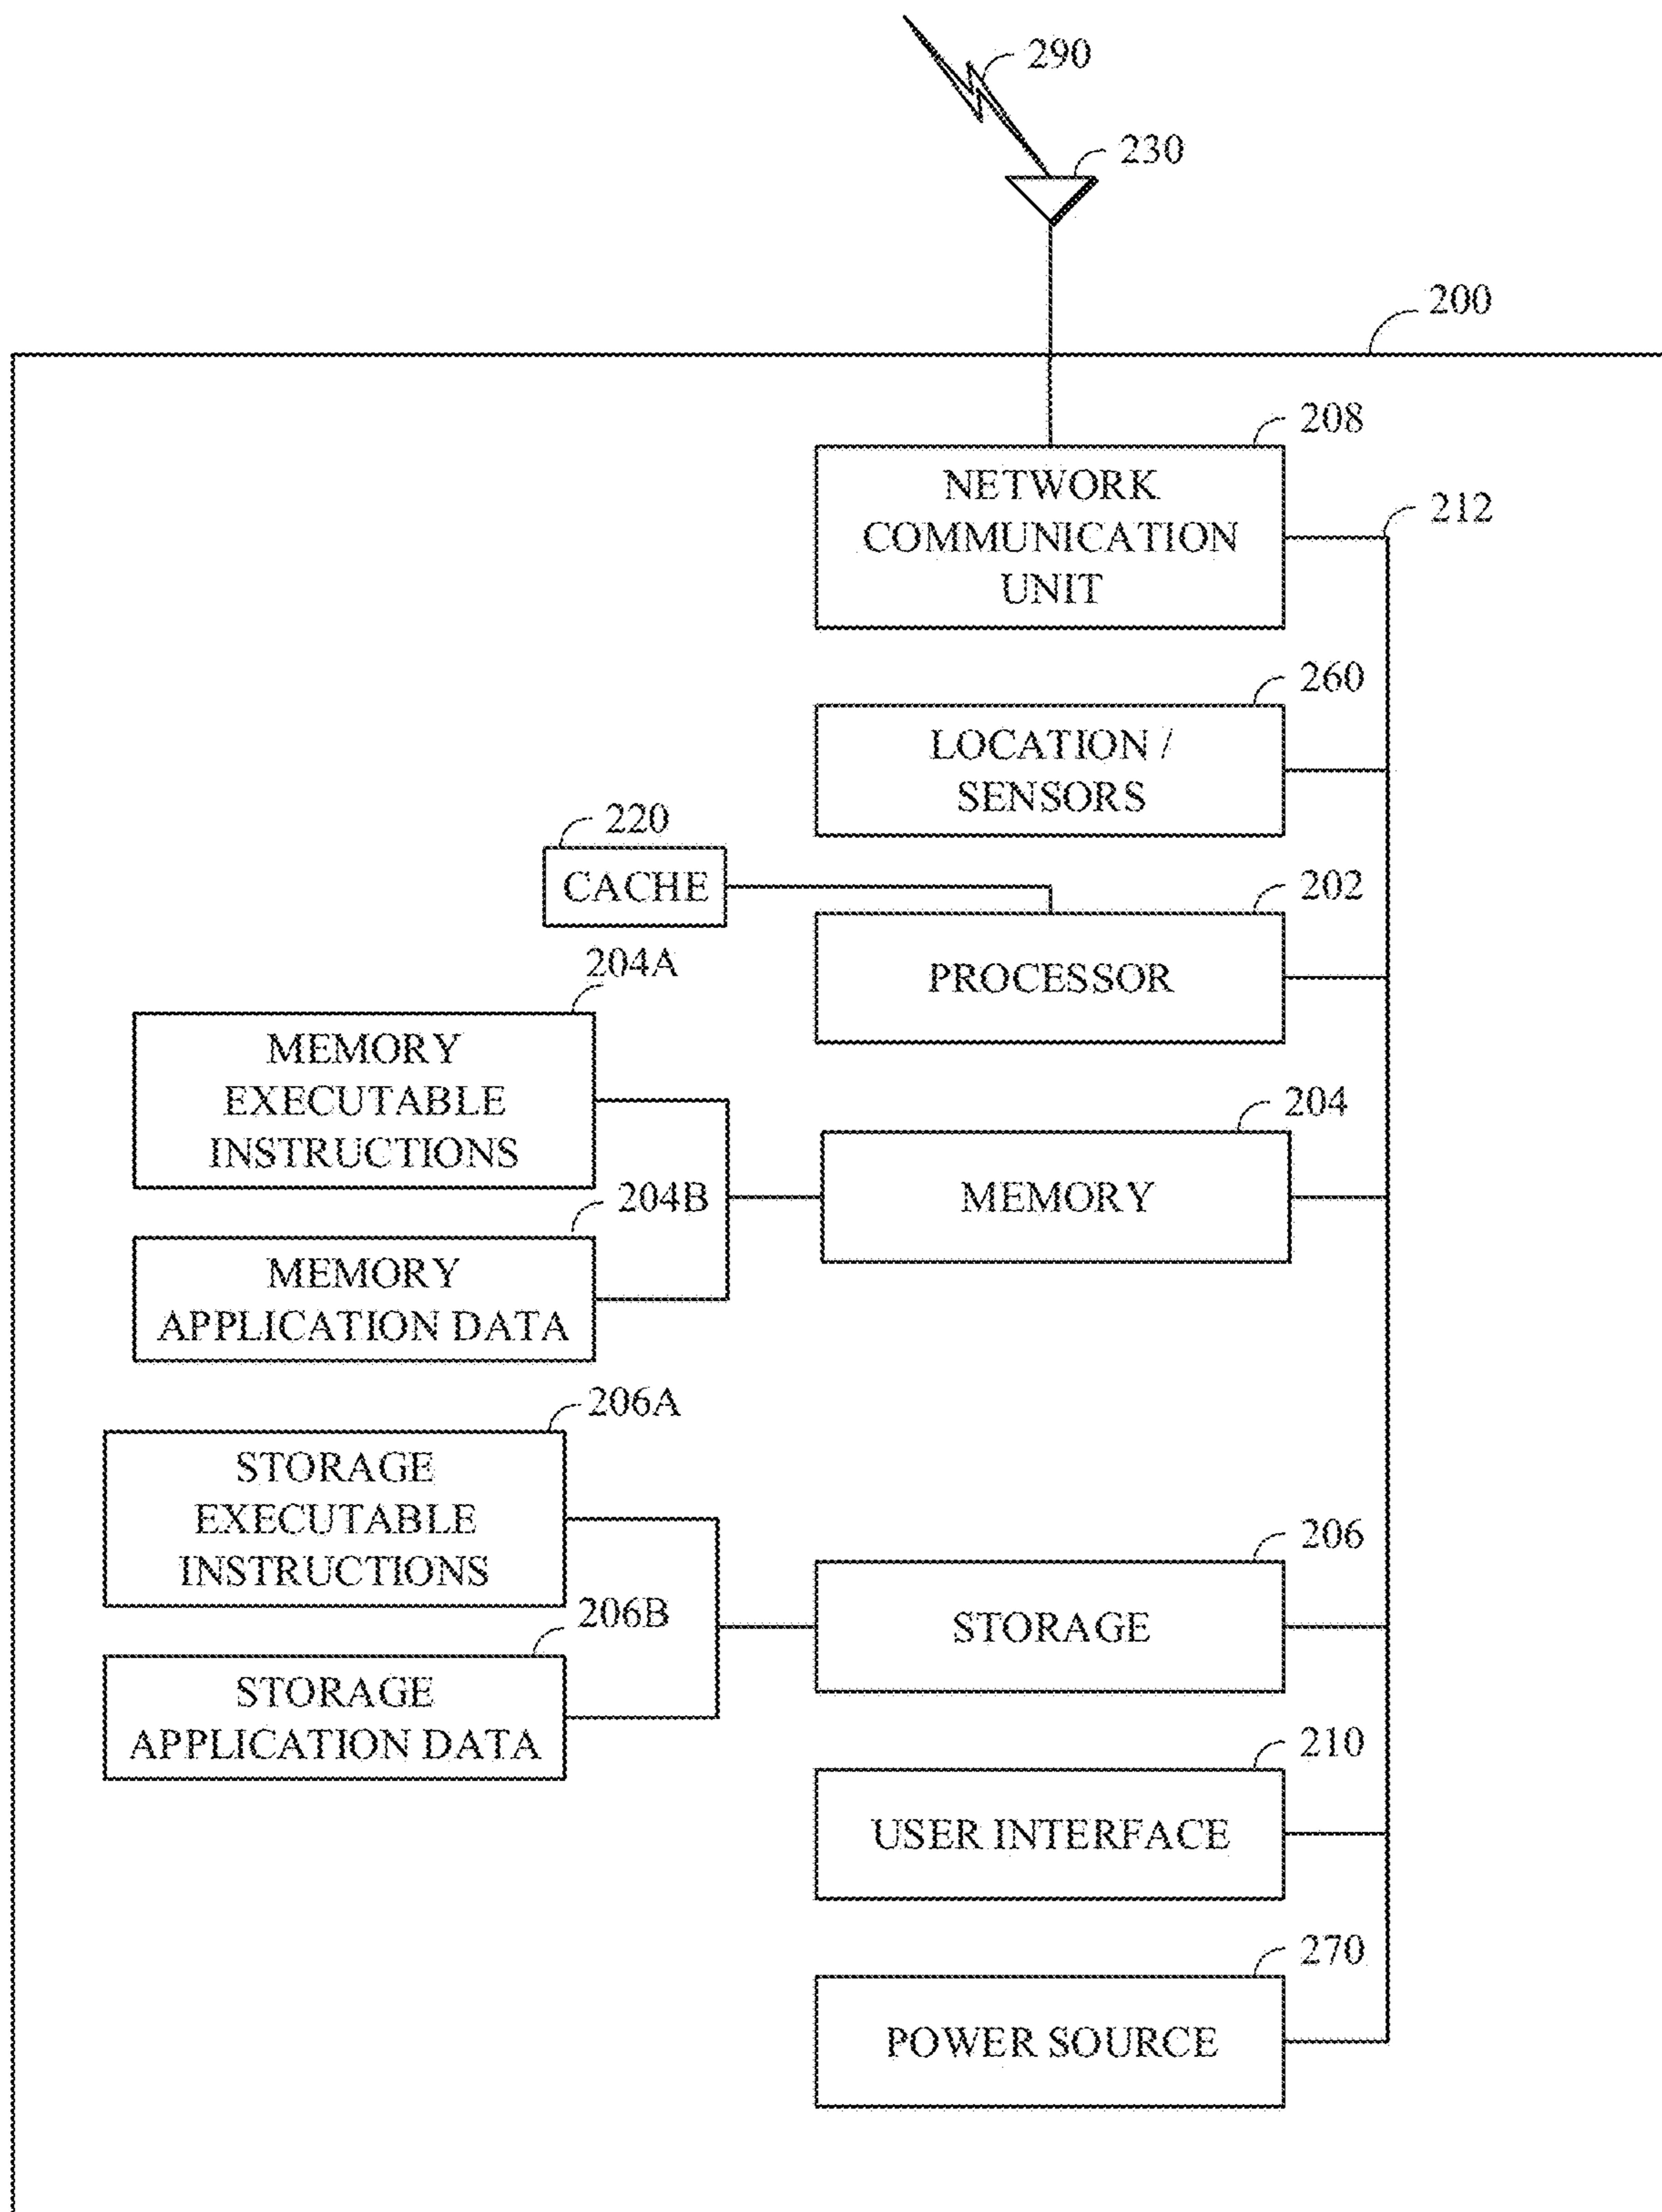 290
230
200
208
NETWORK
COMMUNICATION
UNIT
212
260
LOCATION /
SENSORS
220
CACHE
202
PROCESSOR
204A
MEMORY
EXECUTABLE
INSTRUCTIONS
204
MEMORY
204B
MEMORY
APPLICATION DATA
206A
STORAGE
EXECUTABLE
INSTRUCTIONS
206
STORAGE
206B
STORAGE
APPLICATION DATA
210
USER INTERFACE
270
POWER SOURCE